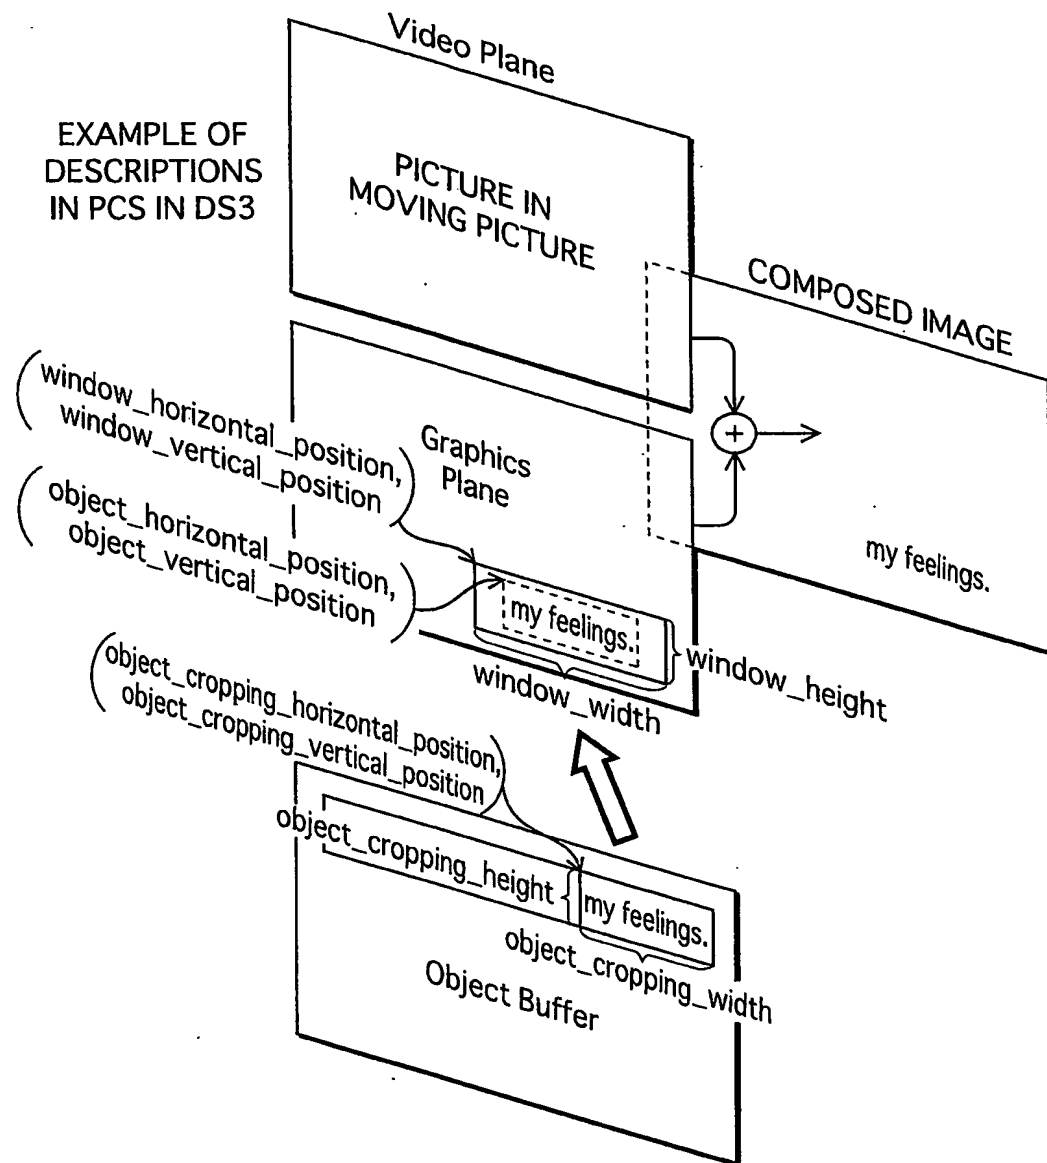 Video Plane
EXAMPLE OF
DESCRIPTIONS
IN PCS IN DS3
PICTURE IN
MOVING PICTURE
COMPOSED IMAGE
(window_horizontal_position,
window_vertical_position)
Graphics
Plane
+
(object_horizontal_position,
object_vertical_position)
my feelings.
my feelings.
window_height
window_width
(object_cropping_horizontal_position,
object_cropping_vertical_position)
object_cropping_height
my feelings.
object_cropping_width
Object Buffer